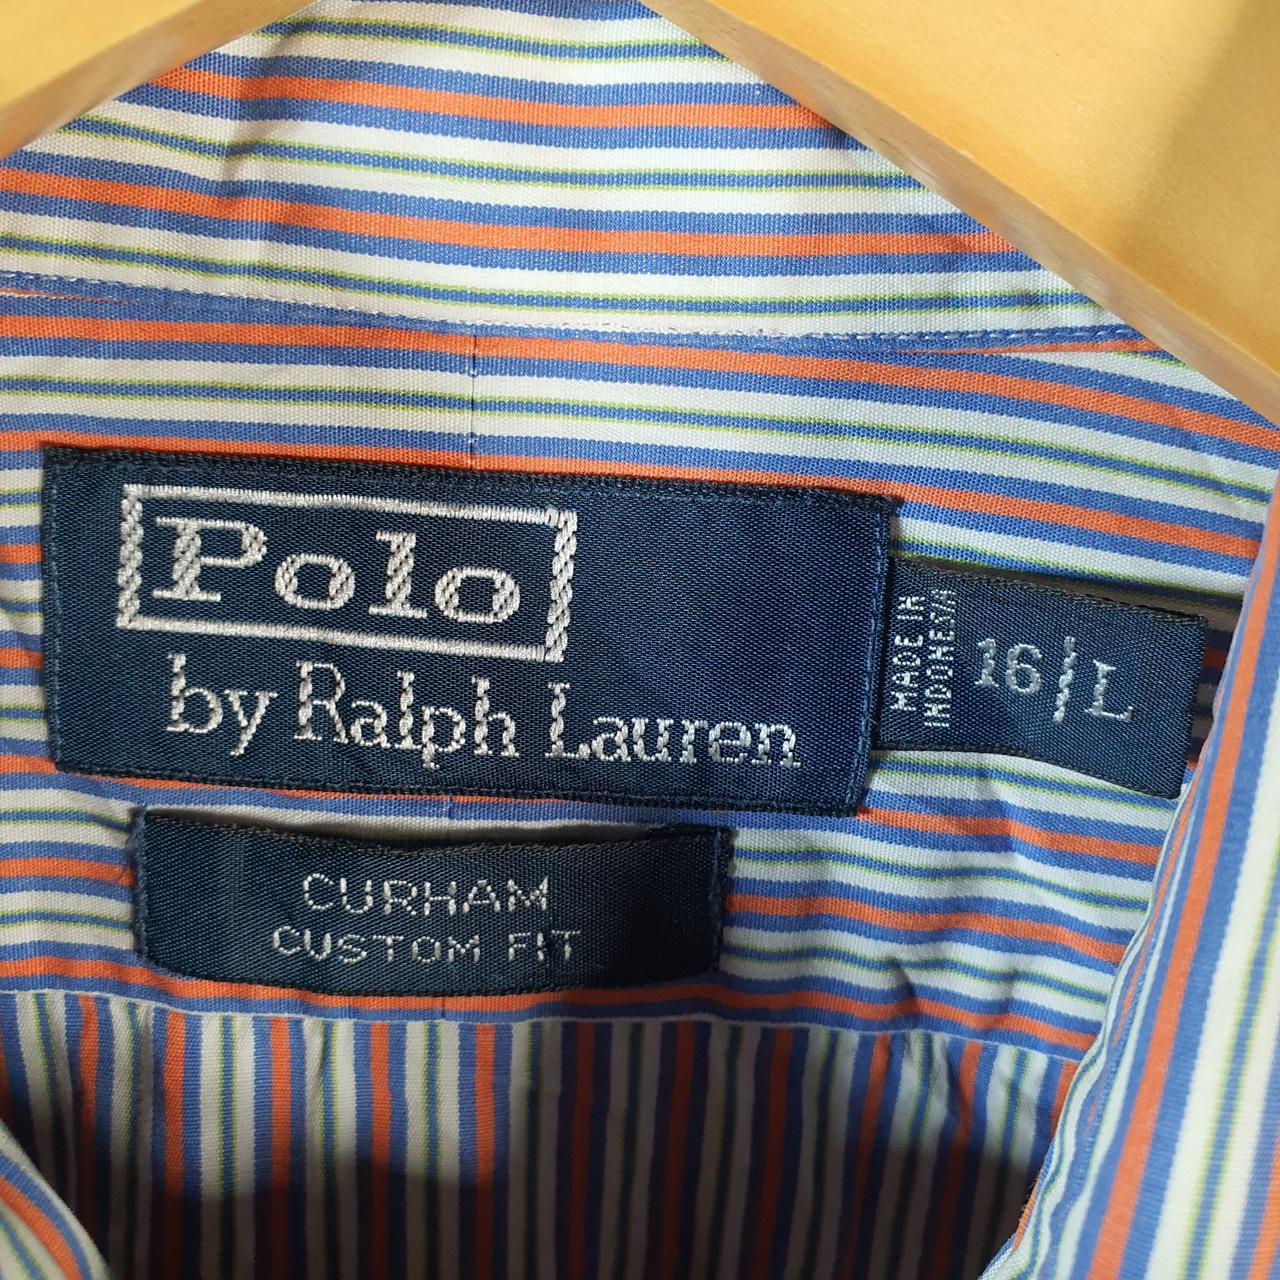 Polo
by Ralph Lauren
MADE IN
INDONESIA
16/L
CURHAM
CUSTOM FIT